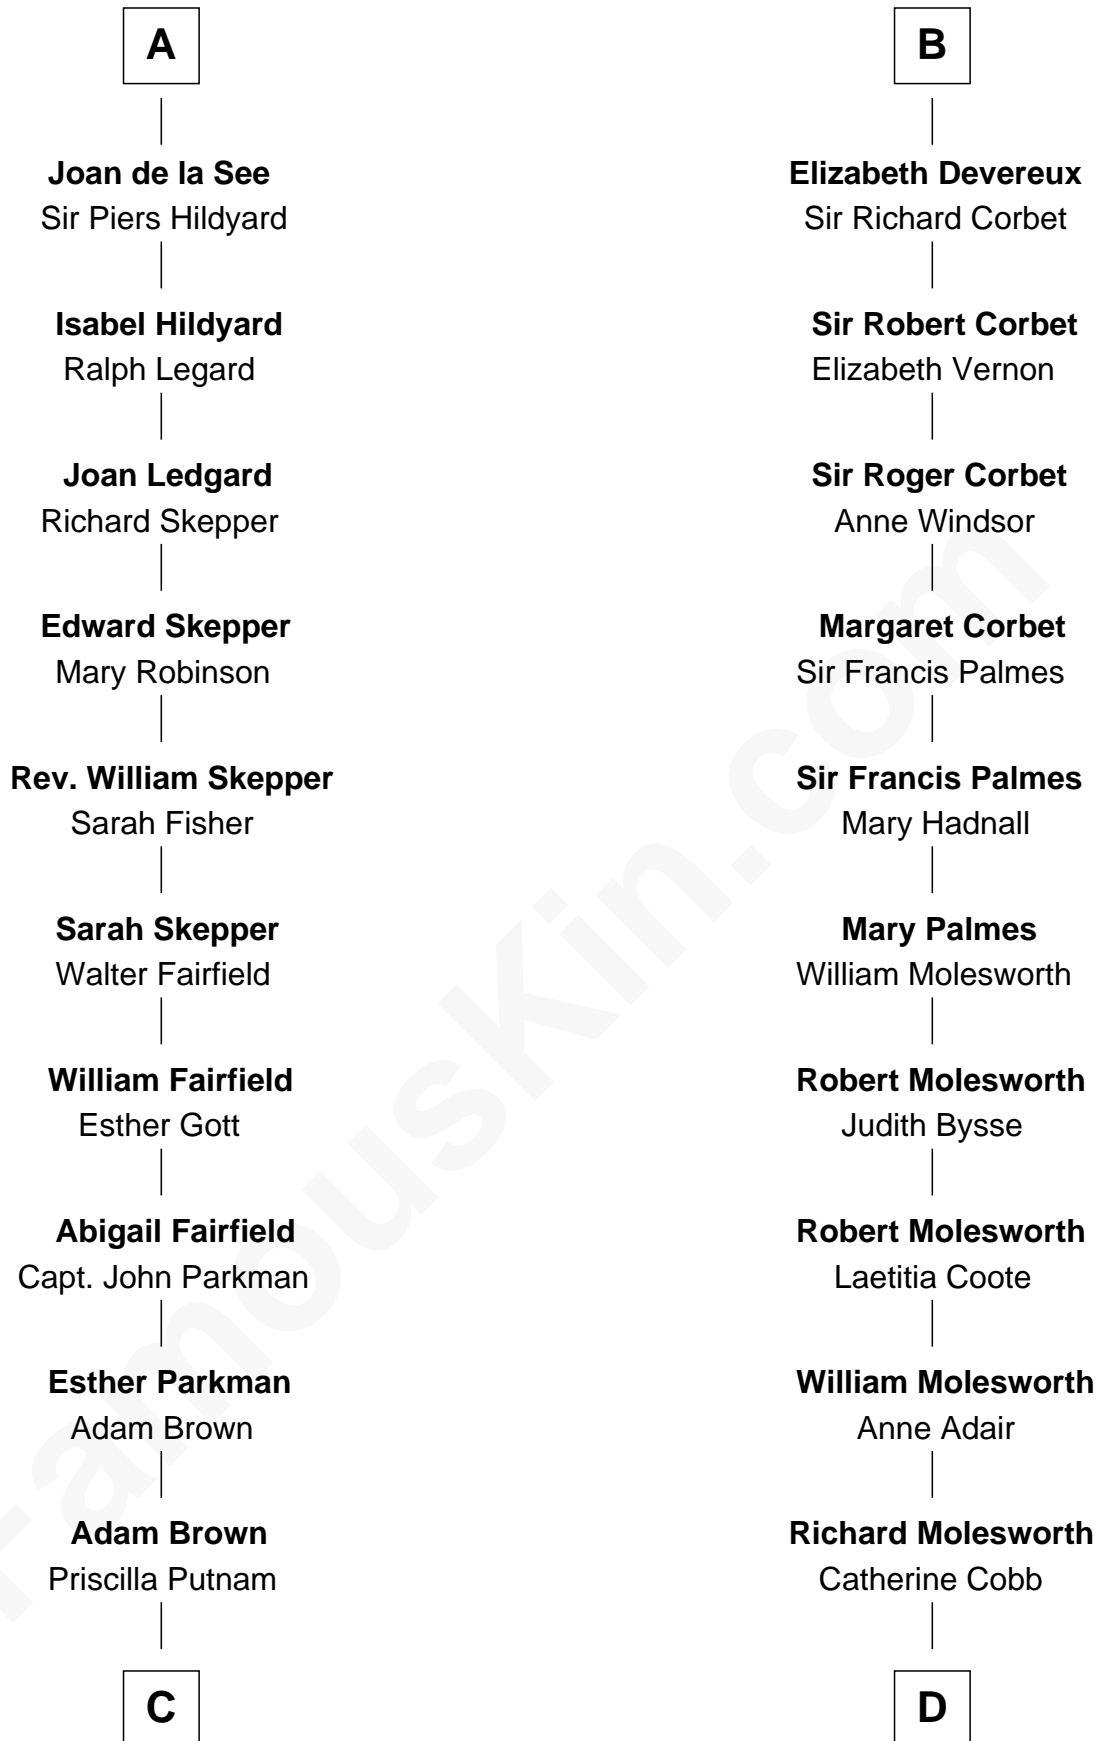 A
Joan de la See
Sir Piers Hildyard
Isabel Hildyard
Ralph Legard
Joan Ledgard
Richard Skepper
Edward Skepper
Mary Robinson
Rev. William Skepper
Sarah Fisher
Sarah Skepper
Walter Fairfield
William Fairfield
Esther Gott
Abigail Fairfield
Capt. John Parkman
Esther Parkman
Adam Brown
Adam Brown
Priscilla Putnam
C
B
Elizabeth Devereux
Sir Richard Corbet
Sir Robert Corbet
Elizabeth Vernon
Sir Roger Corbet
Anne Windsor
Margaret Corbet
Sir Francis Palmes
Sir Francis Palmes
Mary Hadnall
Mary Palmes
William Molesworth
Robert Molesworth
Judith Bysse
Robert Molesworth
Laetitia Coote
William Molesworth
Anne Adair
Richard Molesworth
Catherine Cobb
D
FamousKin.com